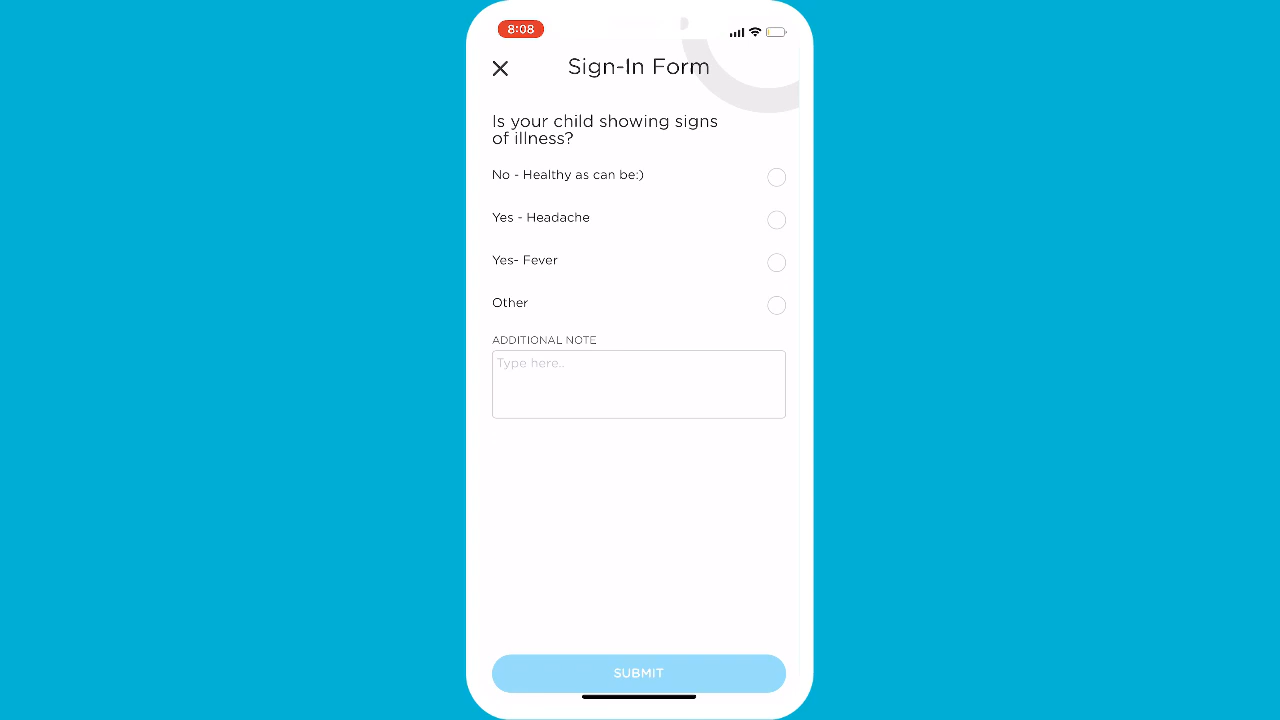 8:08
Sign-In Form
Is your child showing signs
of illness?
No - Healthy as can be:)
Yes - Headache
Yes- Fever
Other
ADDITIONAL NOTE
Type here..
SUBMIT